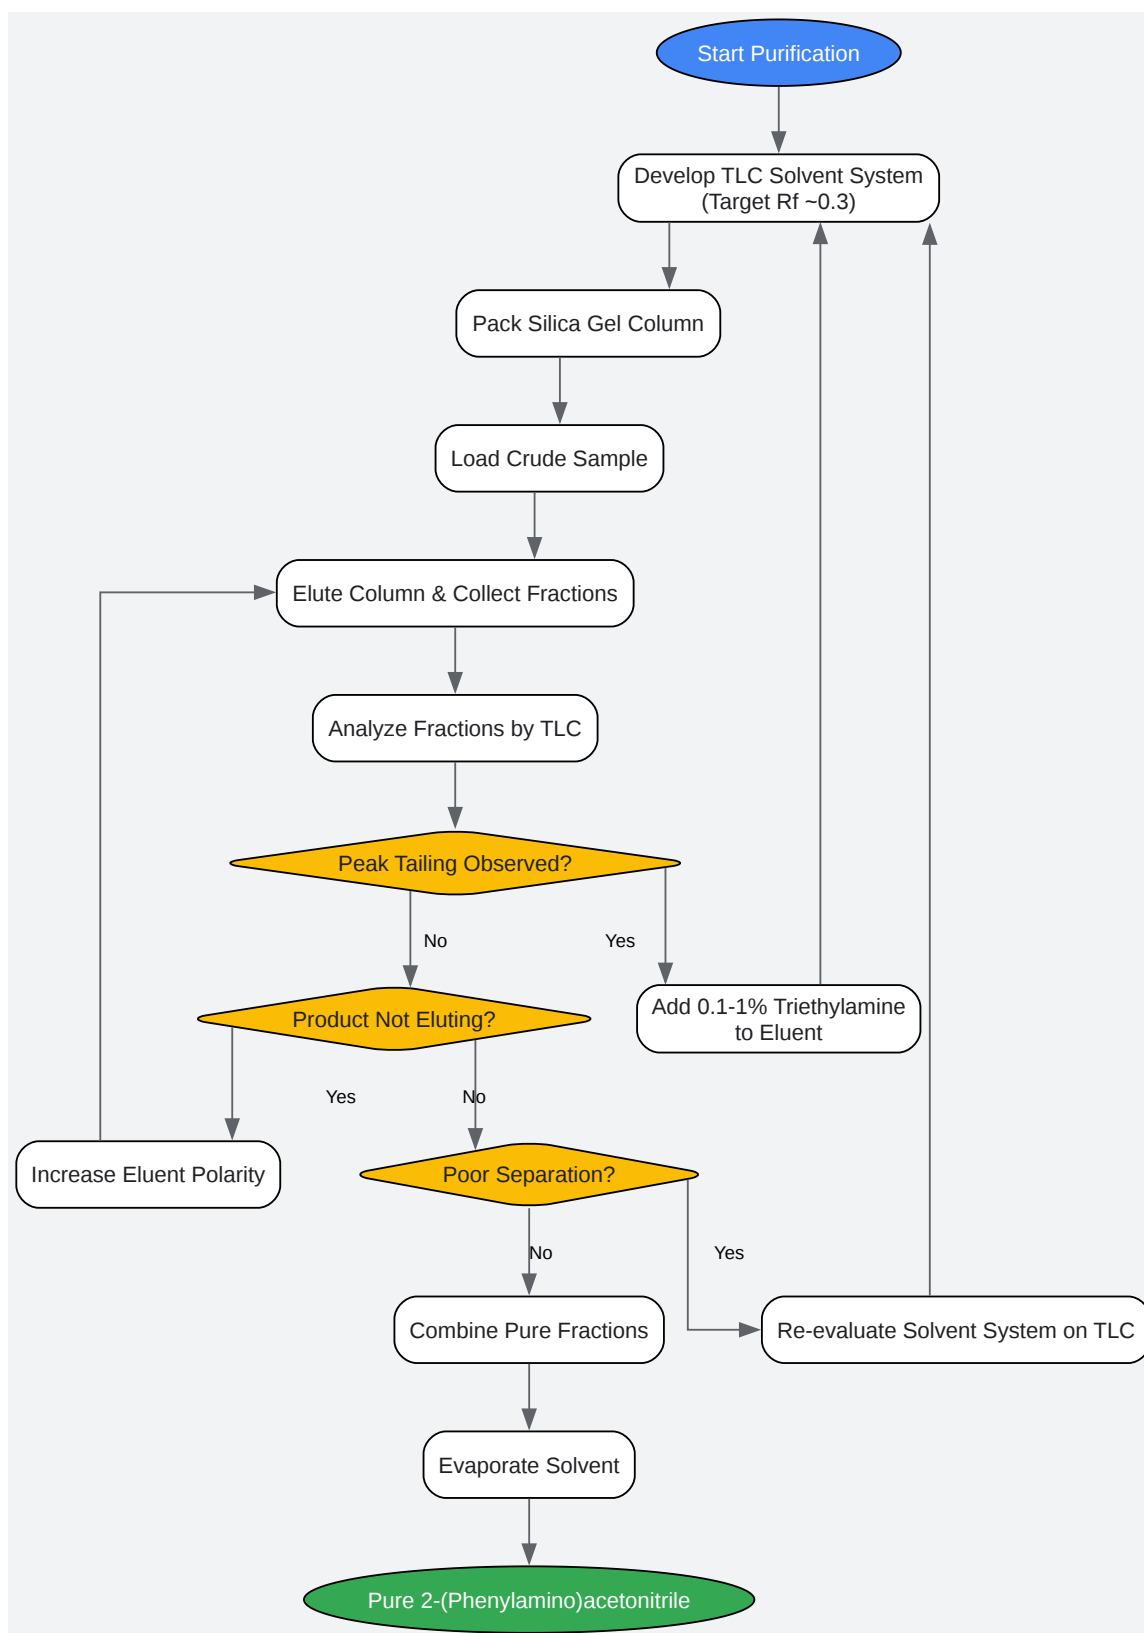 Start Purification
Develop TLC Solvent System
(Target Rf ~0.3)
Pack Silica Gel Column
Load Crude Sample
Elute Column & Collect Fractions
Analyze Fractions by TLC
Peak Tailing Observed?
No
Yes
Add 0.1-1% Triethylamine
to Eluent
Product Not Eluting?
Yes
No
Increase Eluent Polarity
Poor Separation?
No
Yes
Combine Pure Fractions
Re-evaluate Solvent System on TLC
Evaporate Solvent
Pure 2-(Phenylamino)acetonitrile